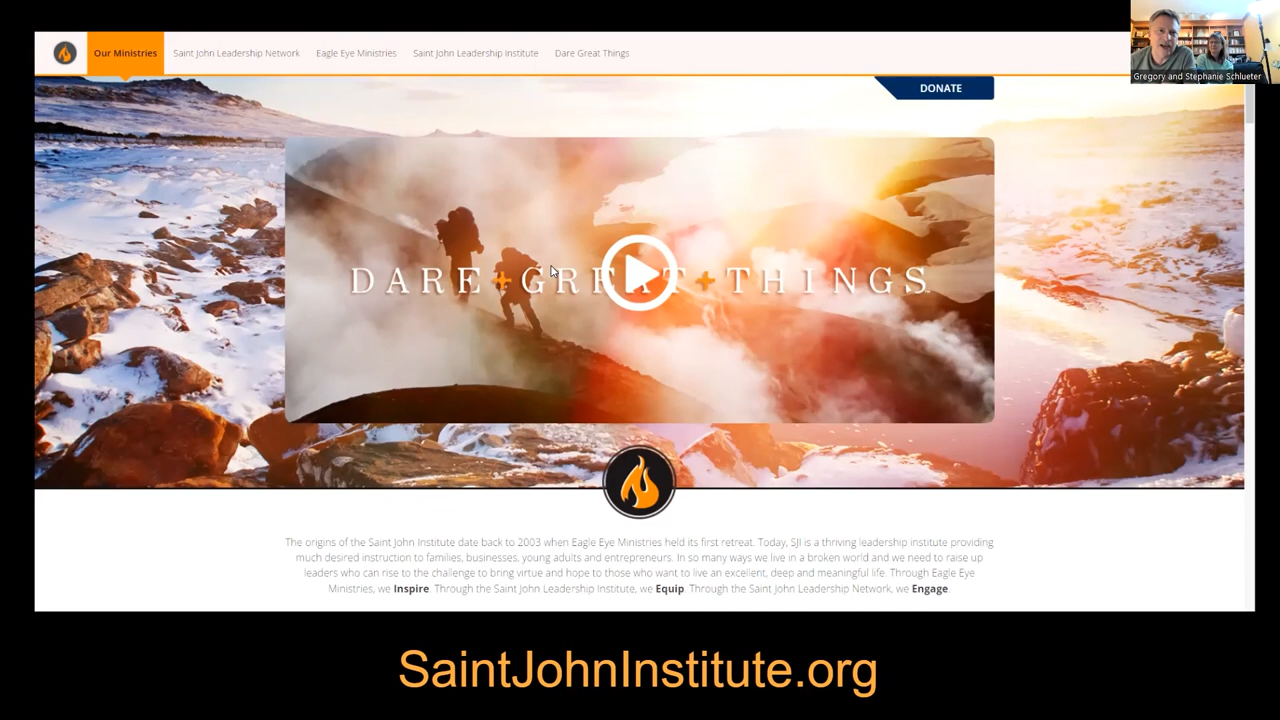 Our Ministries Saint John Leadership Network Eagle Eye Ministries Saint John Leadership Institute Dare Great Things
Gregory and Stephanie Schlueter
DONATE
DARE + GREAT + THINGS
The origins of the Saint John Institute date back to 2003 when Eagle Eye Ministries held its first retreat. Today, SJI is a thriving leadership institute providing
much desired instruction to families, businesses, young adults and entrepreneurs. In so many ways we live in a broken world and we need to raise up
leaders who can rise to the challenge to bring virtue and hope to those who want to live an excellent, deep and meaningful life. Through Eagle Eye
Ministries, we Inspire. Through the Saint John Leadership Institute, we Equip. Through the Saint John Leadership Network, we Engage.
SaintJohnInstitute.org